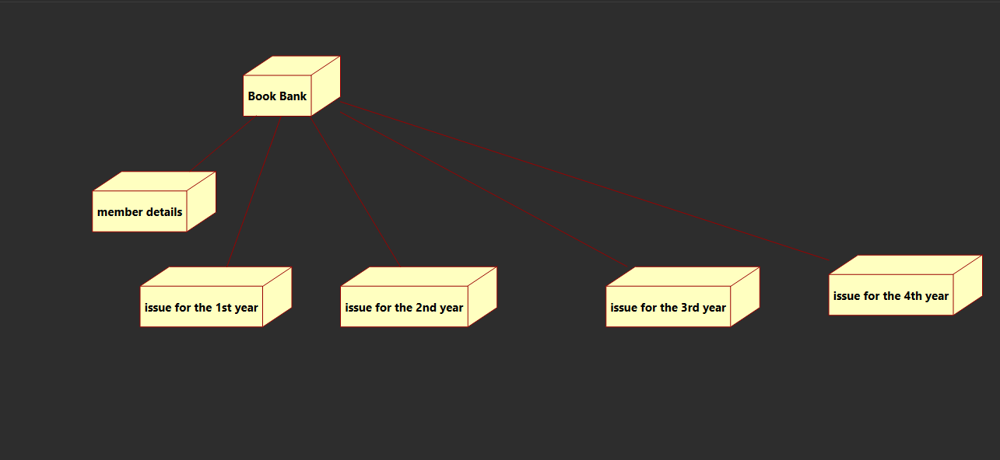 Book Bank
member details
issue for the 1st year
issue for the 2nd year
issue for the 3rd year
issue for the 4th year